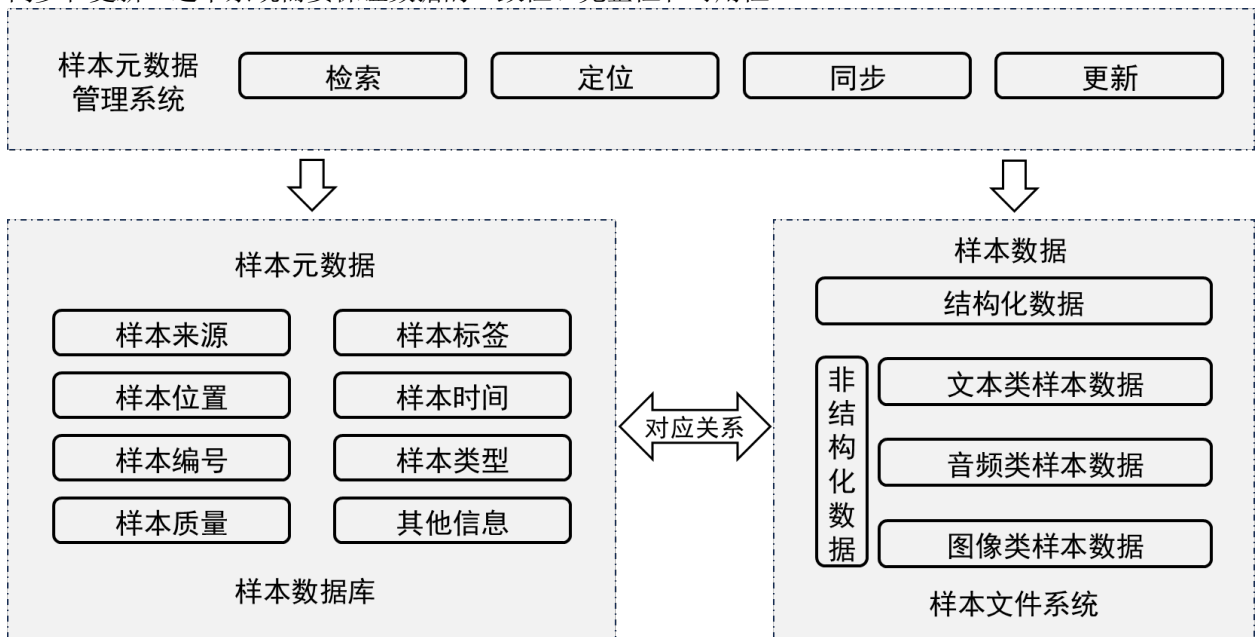 样本元数据
管理系统
检索
定位
同步
更新
样本元数据
样本来源
样本标签
样本位置
样本时间
样本编号
样本类型
样本质量
其他信息
样本数据库
对应关系
样本数据
结构化数据
非结构化数据
文本类样本数据
音频类样本数据
图像类样本数据
样本文件系统